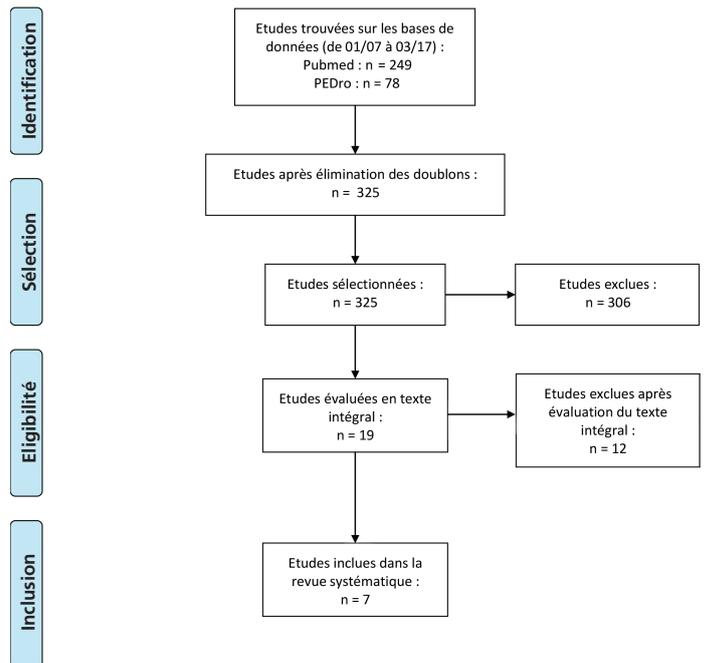 Identification
Etudes trouvées sur les bases de
données (de 01/07 à 03/17) :
Pubmed : n = 249
PEDro : n = 78
Etudes après élimination des doublons :
n = 325
Sélection
Etudes sélectionnées :
n = 325
Etudes exclues :
n = 306
Eligibilité
Etudes évaluées en texte
intégral :
n = 19
Etudes exclues après
évaluation du texte
intégral :
n = 12
Inclusion
Etudes inclues dans la
revue systématique :
n = 7